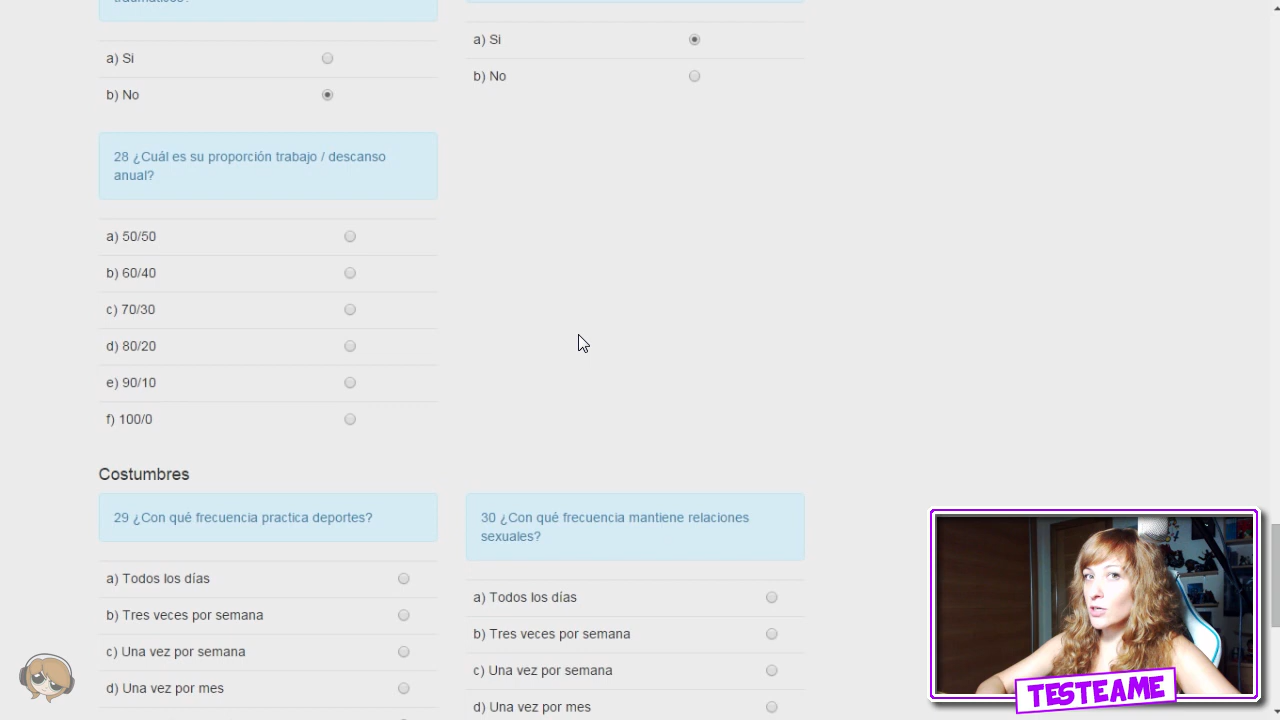 a) Si
b) No
a) Si
b) No
28 ¿Cuál es su proporción trabajo / descanso
anual?
a) 50/50
b) 60/40
c) 70/30
d) 80/20
e) 90/10
f) 100/0
Costumbres
29 ¿Con qué frecuencia practica deportes?
a) Todos los días
b) Tres veces por semana
c) Una vez por semana
d) Una vez por mes
30 ¿Con qué frecuencia mantiene relaciones
sexuales?
a) Todos los días
b) Tres veces por semana
c) Una vez por semana
d) Una vez por mes
TESTEAME